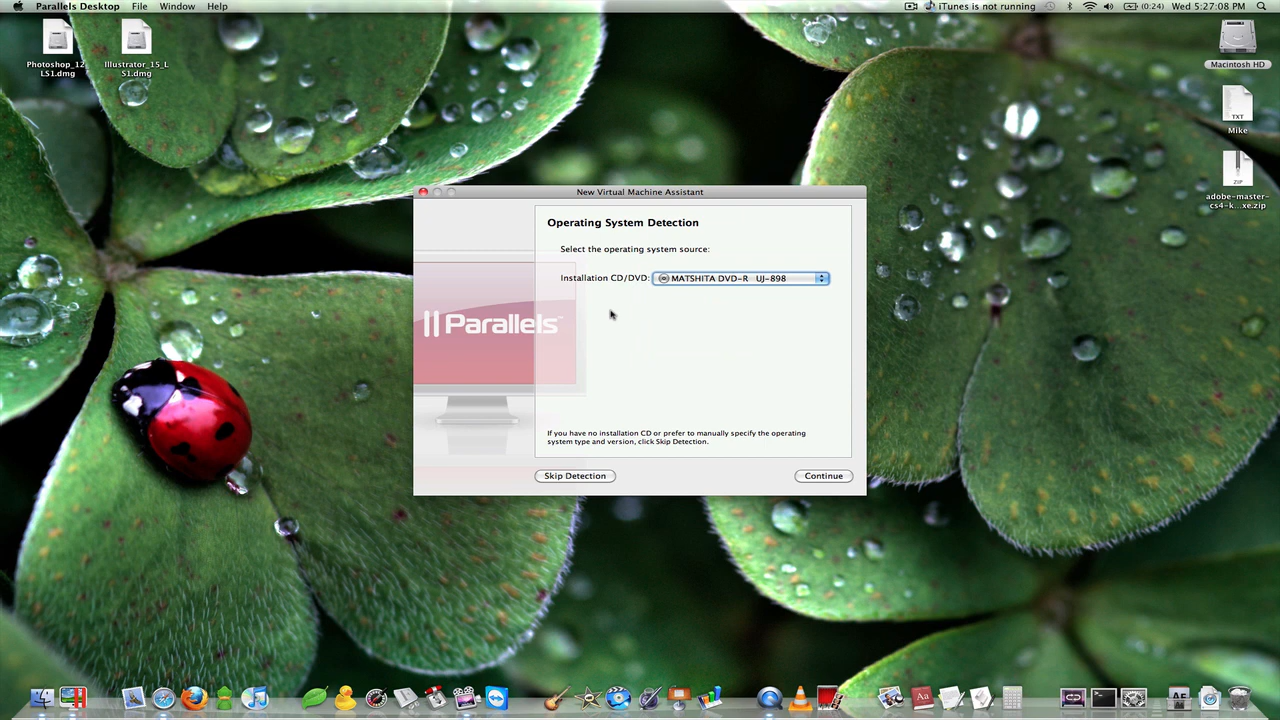 Parallels Desktop File Window Help
iTunes is not running (0:24) Wed 5:27:08 PM
Photoshop_12
LS1.dmg
Illustrator_15_L
S1.dmg
Macintosh HD
TXT
Mike
ZIP
adobe-master-
cs4-k...xe.zip
New Virtual Machine Assistant
Operating System Detection
Select the operating system source:
Installation CD/DVD: MATSHITA DVD-R UJ-898
Parallels
If you have no installation CD or prefer to manually specify the operating
system type and version, click Skip Detection.
Skip Detection Continue
Aa
AF